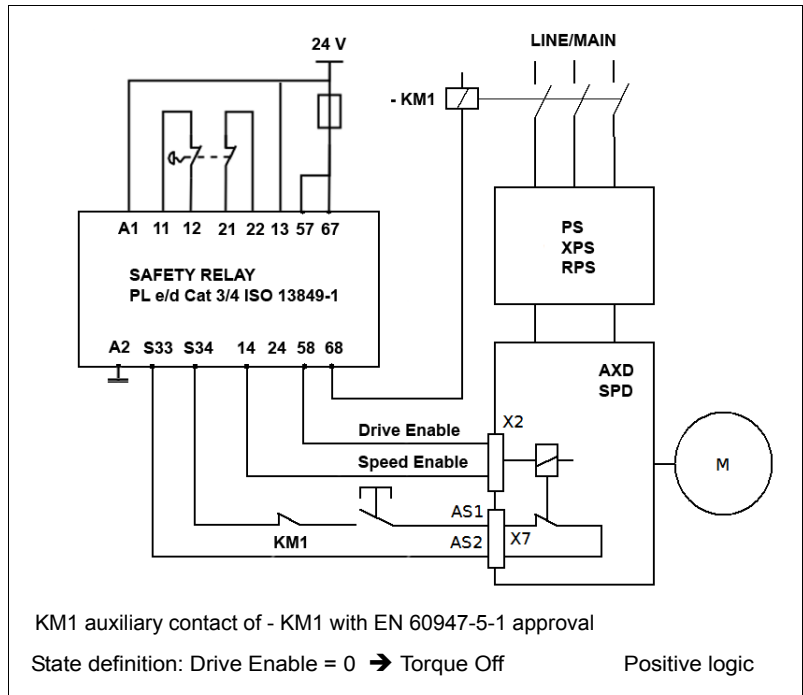 24 V
LINE/MAIN
- KM1
A1 11 12 21 22 13 57 67
PS
XPS
RPS
SAFETY RELAY
PL e/d Cat 3/4 ISO 13849-1
A2 S33 S34 14 24 58 68
AXD
SPD
X2
Drive Enable
Speed Enable
M
AS1
KM1
AS2
X7
KM1 auxiliary contact of - KM1 with EN 60947-5-1 approval
State definition: Drive Enable = 0 ➔ Torque Off Positive logic